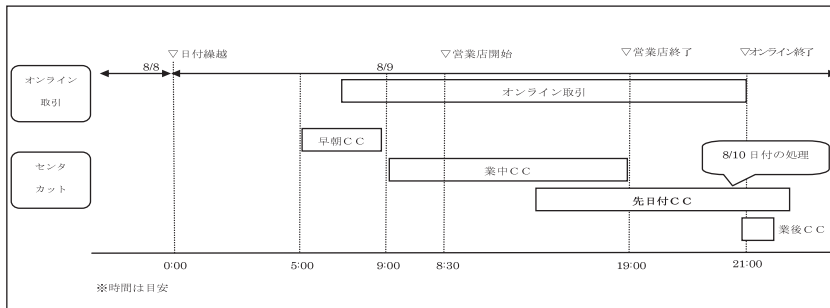 ▽日付繰越
▽営業店開始
▽営業店終了
▽オンライン終了
8/8
8/9
オンライン
取引
オンライン取引
早朝CC
センタ
カット
業中CC
8/10 日付の処理
先日付CC
業後CC
0:00
5:00
9:00
8:30
19:00
21:00
※時間は目安